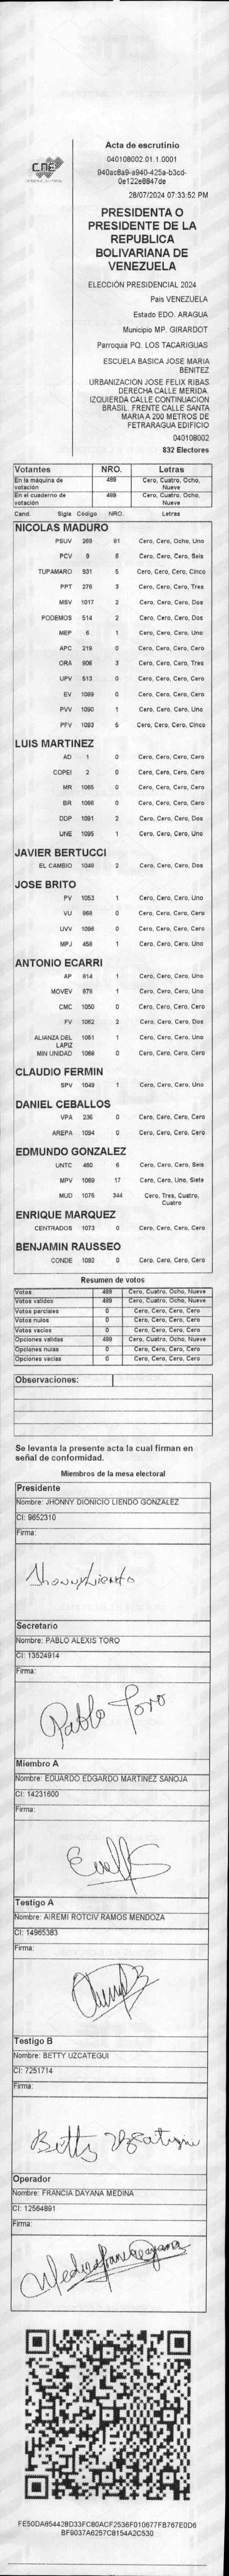 CNE
Acta de escrutinio
040108002.01.1.0001
940ac8a9-a940-425a-b3cd-
0e122e8847de
28/07/2024 07:33:52 PM
PRESIDENTA O
PRESIDENTE DE LA
REPUBLICA
BOLIVARIANA DE
VENEZUELA
ELECCIÓN PRESIDENCIAL 2024
País VENEZUELA
Estado EDO. ARAGUA
Municipio MP. GIRARDOT
Parroquia PQ. LOS TACARIGUAS
ESCUELA BASICA JOSE MARIA
BENITEZ
URBANIZACION JOSE FELIX RIBAS
DERECHA CALLE MERIDA.
IZQUIERDA CALLE CONTINUACION
BRASIL. FRENTE CALLE SANTA
MARIA A 200 METROS DE
FETRARAGUA EDIFICIO
040108002
832 Electores
Votantes NRO. Letras
En la máquina de votación 489 Cero, Cuatro, Ocho, Nueve
En el cuaderno de votación 489 Cero, Cuatro, Ocho, Nueve
Cand. Sigla Código NRO. Letras
NICOLAS MADURO
PSUV 269 91 Cero, Cero, Ocho, Uno
PCV 9 6 Cero, Cero, Cero, Seis
TUPAMARO 931 5 Cero, Cero, Cero, Cinco
PPT 276 3 Cero, Cero, Cero, Tres
MSV 1017 2 Cero, Cero, Cero, Dos
PODEMOS 514 2 Cero, Cero, Cero, Dos
MEP 6 1 Cero, Cero, Cero, Uno
APC 219 0 Cero, Cero, Cero, Cero
ORA 906 3 Cero, Cero, Cero, Tres
UPV 513 0 Cero, Cero, Cero, Cero
EV 1089 0 Cero, Cero, Cero, Cero
PVV 1090 1 Cero, Cero, Cero, Uno
PFV 1093 5 Cero, Cero, Cero, Cinco
LUIS MARTINEZ
AD 1 0 Cero, Cero, Cero, Cero
COPEI 2 0 Cero, Cero, Cero, Cero
MR 1065 0 Cero, Cero, Cero, Cero
BR 1066 0 Cero, Cero, Cero, Cero
DDP 1091 2 Cero, Cero, Cero, Dos
UNE 1095 1 Cero, Cero, Cero, Uno
JAVIER BERTUCCI
EL CAMBIO 1049 2 Cero, Cero, Cero, Dos
JOSE BRITO
PV 1053 1 Cero, Cero, Cero, Uno
VU 968 0 Cero, Cero, Cero, Cero
UVV 1096 0 Cero, Cero, Cero, Cero
MPJ 458 1 Cero, Cero, Cero, Uno
ANTONIO ECARRI
AP 814 1 Cero, Cero, Cero, Uno
MOVEV 978 1 Cero, Cero, Cero, Uno
CMC 1050 0 Cero, Cero, Cero, Cero
FV 1062 2 Cero, Cero, Cero, Dos
ALIANZA DEL LAPIZ 1051 1 Cero, Cero, Cero, Uno
MIN UNIDAD 1068 0 Cero, Cero, Cero, Cero
CLAUDIO FERMIN
SPV 1049 1 Cero, Cero, Cero, Uno
DANIEL CEBALLOS
VPA 236 0 Cero, Cero, Cero, Cero
AREPA 1094 0 Cero, Cero, Cero, Cero
EDMUNDO GONZALEZ
UNTC 460 6 Cero, Cero, Cero, Seis
MPV 1069 17 Cero, Cero, Uno, Siete
MUD 1075 344 Cero, Tres, Cuatro, Cuatro
ENRIQUE MARQUEZ
CENTRADOS 1073 0 Cero, Cero, Cero, Cero
BENJAMIN RAUSSEO
CONDE 1092 0 Cero, Cero, Cero, Cero
Resumen de votos
Votos 489 Cero, Cuatro, Ocho, Nueve
Votos válidos 489 Cero, Cuatro, Ocho, Nueve
Votos parciales 0 Cero, Cero, Cero, Cero
Votos nulos 0 Cero, Cero, Cero, Cero
Votos vacíos 0 Cero, Cero, Cero, Cero
Opciones válidas 489 Cero, Cuatro, Ocho, Nueve
Opciones nulas 0 Cero, Cero, Cero, Cero
Opciones vacías 0 Cero, Cero, Cero, Cero
Observaciones:
Se levanta la presente acta la cual firman en
señal de conformidad.
Miembros de la mesa electoral
Presidente
Nombre: JHONNY DIONICIO LIENDO GONZALEZ
CI: 9652310
Firma:
Jhonny Liendo
Secretario
Nombre: PABLO ALEXIS TORO
CI: 13524914
Firma:
Pablo Toro
Miembro A
Nombre: EDUARDO EDGARDO MARTINEZ SANOJA
CI: 14231600
Firma:
Testigo A
Nombre: AIREMI ROTCIV RAMOS MENDOZA
CI: 14965383
Firma:
Testigo B
Nombre: BETTY UZCATEGUI
CI: 7251714
Firma:
Betty Uzcategui
Operador
Nombre: FRANCIA DAYANA MEDINA
CI: 12564891
Firma:
FE50DA854428D33FC80ACF2536F010677FB767E0D6
BF9037A6257C8154A2C530